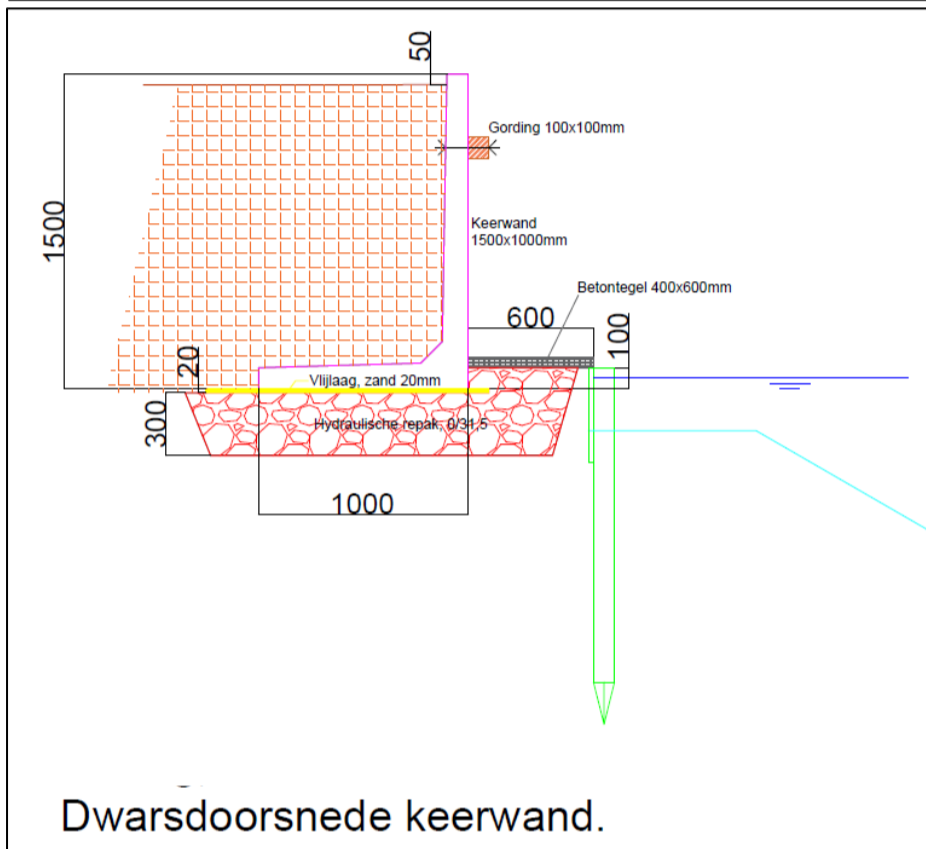 50
Gording 100x100mm
1500
Keerwand
1500x1000mm
Betontegel 400x600mm
600
100
20
Vlijlaag, zand 20mm
300
Hydraulische repak, 0/31,5
1000
Dwarsdoorsnede keerwand.